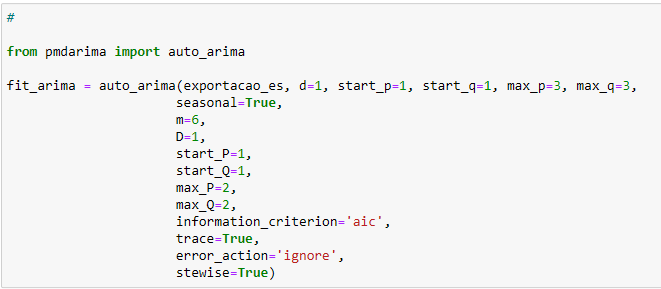 #
from pmdarima import auto_arima
fit_arima = auto_arima(exportacao_es, d=1, start_p=1, start_q=1, max_p=3, max_q=3,
seasonal=True,
m=6,
D=1,
start_P=1,
start_Q=1,
max_P=2,
max_Q=2,
information_criterion='aic',
trace=True,
error_action='ignore',
stewise=True)